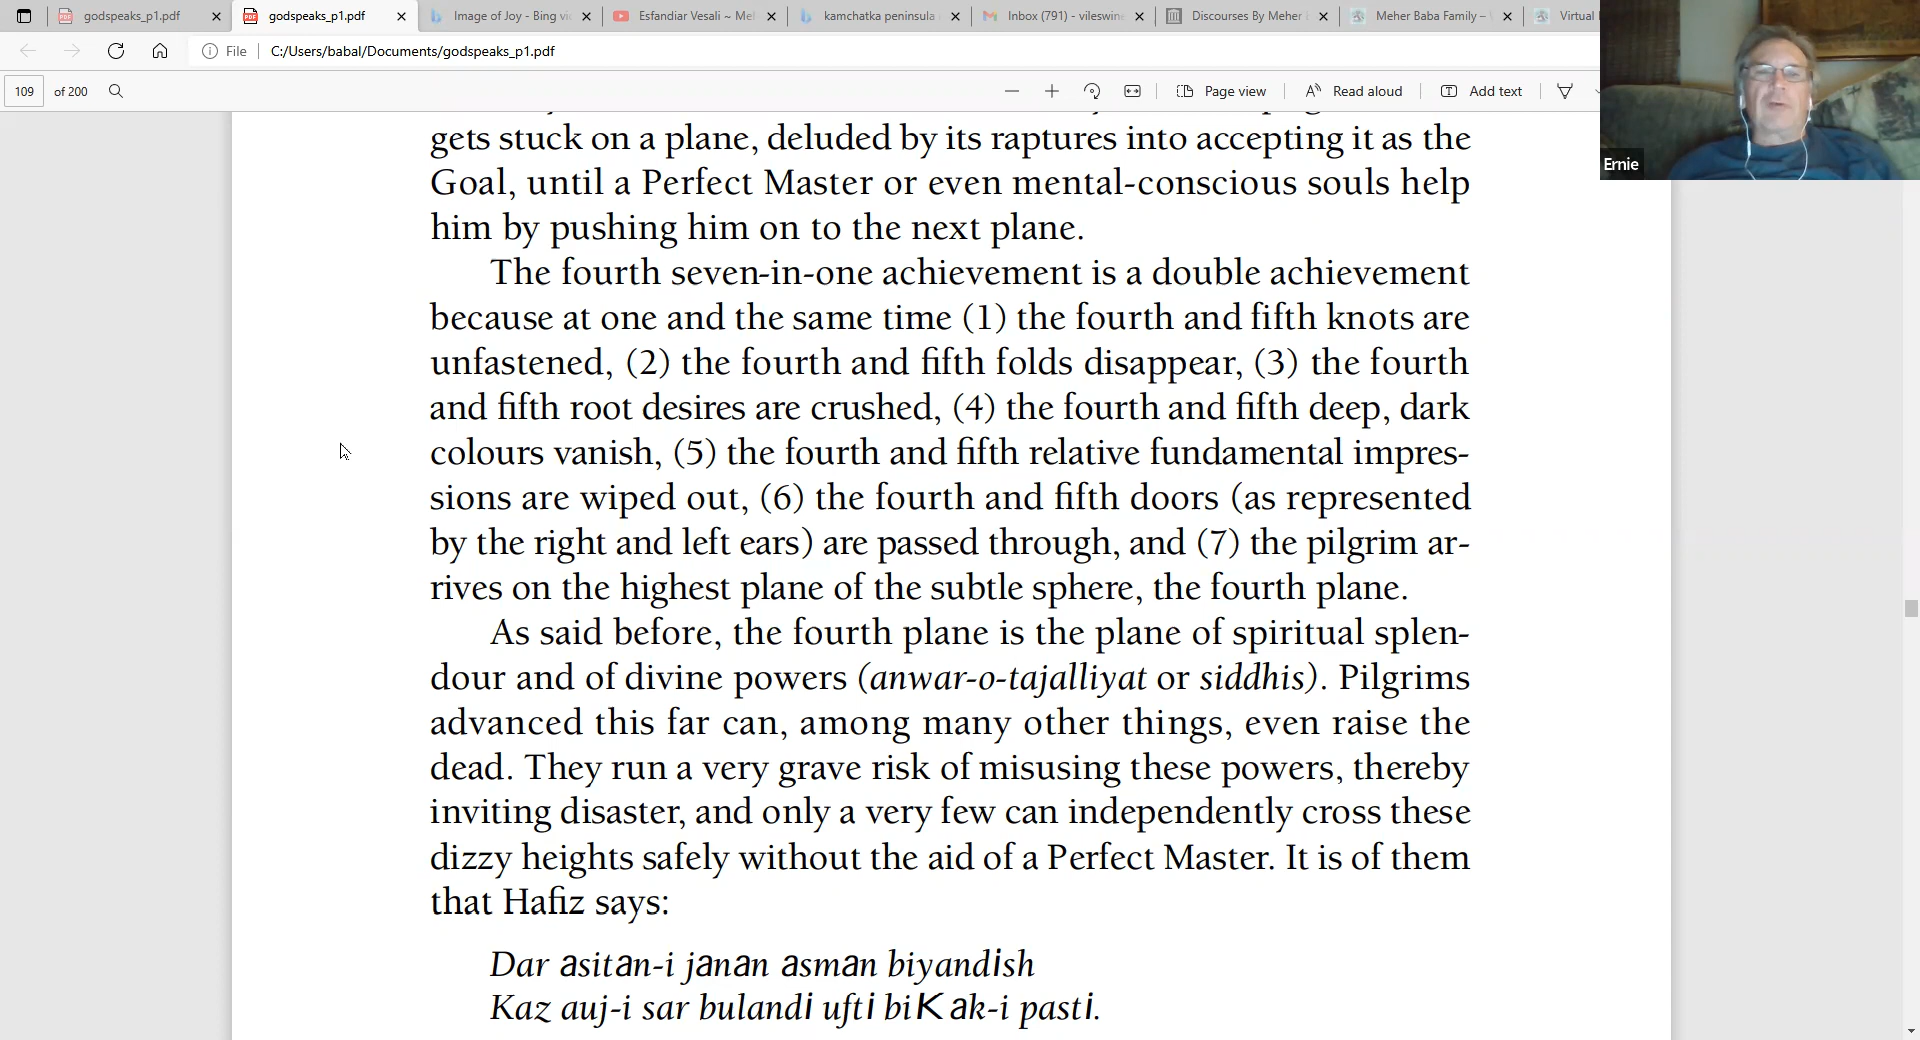 godspeaks_p1.pdf
godspeaks_p1.pdf
Image of Joy - Bing vi
Esfandiar Vesali ~ Me
kamchatka peninsula
Inbox (791) - vileswin
Discourses By Meher
Meher Baba Family –
Virtual
File
C:/Users/babal/Documents/godspeaks_p1.pdf
109 of 200
Page view
Read aloud
Add text
Ernie
gets stuck on a plane, deluded by its raptures into accepting it as the
Goal, until a Perfect Master or even mental-conscious souls help
him by pushing him on to the next plane.
The fourth seven-in-one achievement is a double achievement
because at one and the same time (1) the fourth and fifth knots are
unfastened, (2) the fourth and fifth folds disappear, (3) the fourth
and fifth root desires are crushed, (4) the fourth and fifth deep, dark
colours vanish, (5) the fourth and fifth relative fundamental impres-
sions are wiped out, (6) the fourth and fifth doors (as represented
by the right and left ears) are passed through, and (7) the pilgrim ar-
rives on the highest plane of the subtle sphere, the fourth plane.
As said before, the fourth plane is the plane of spiritual splen-
dour and of divine powers (anwar-o-tajalliyat or siddhis). Pilgrims
advanced this far can, among many other things, even raise the
dead. They run a very grave risk of misusing these powers, thereby
inviting disaster, and only a very few can independently cross these
dizzy heights safely without the aid of a Perfect Master. It is of them
that Hafiz says:
Dar asitan-i janan asman biyandish
Kaz auj-i sar bulandi ufti biKak-i pasti.